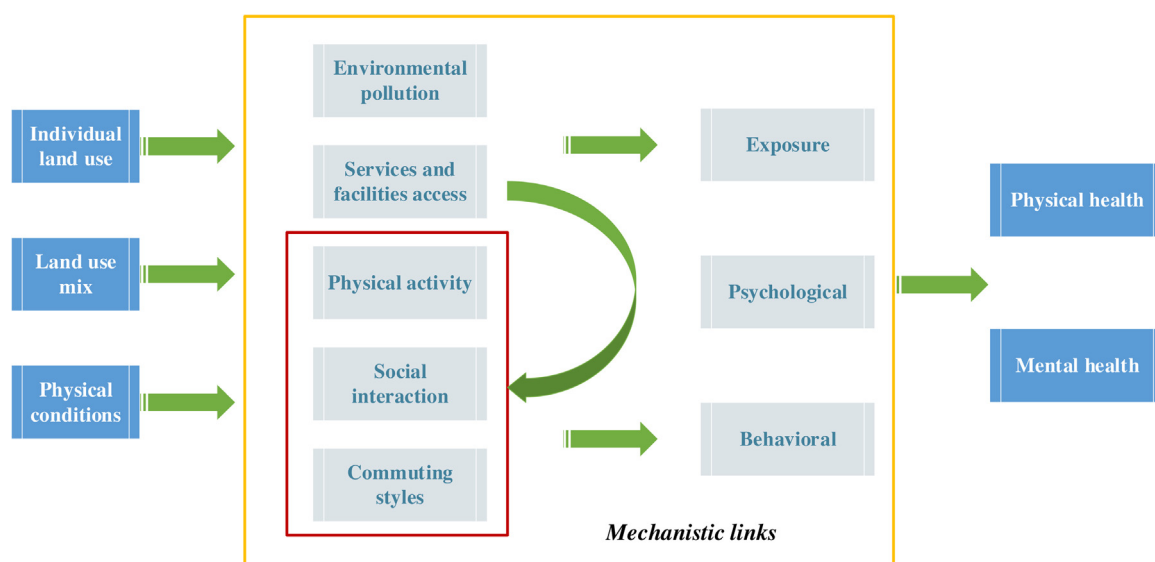 Individual
land use
Land use
mix
Physical
conditions
Environmental
pollution
Services and
facilities access
Physical activity
Social
interaction
Commuting
styles
Exposure
Psychological
Behavioral
Mechanistic links
Physical health
Mental health